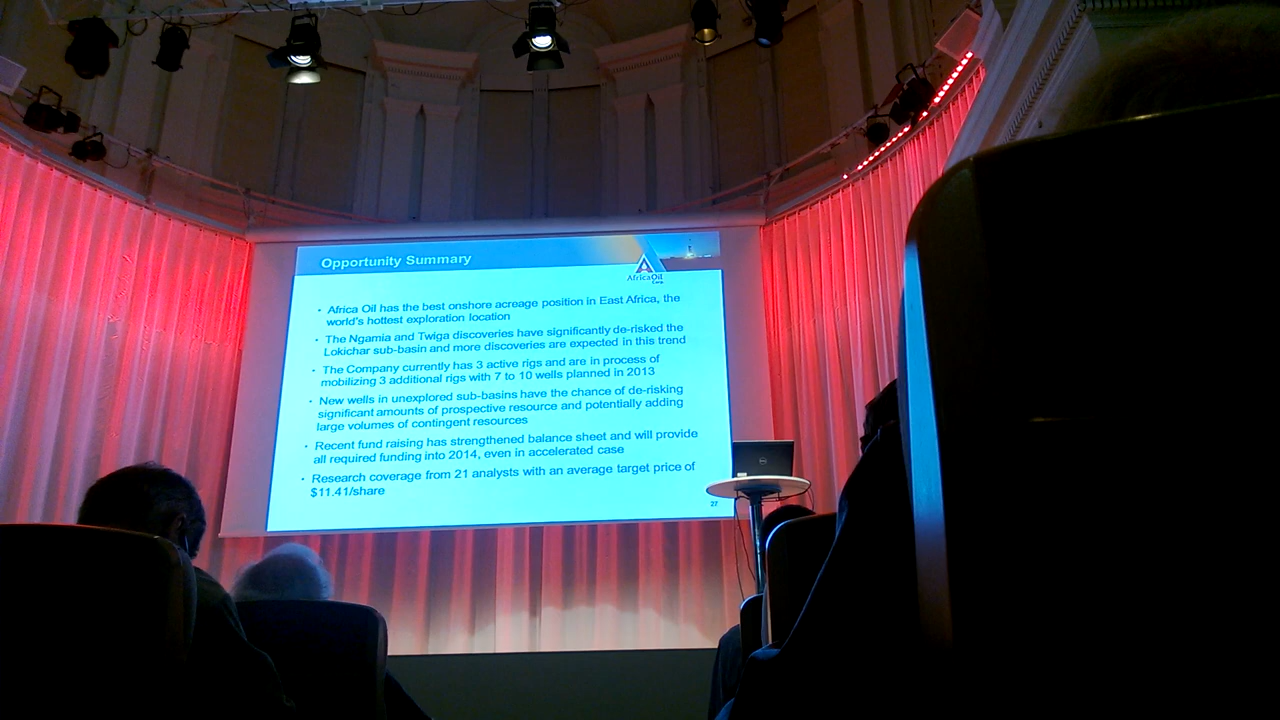 Opportunity Summary
AfricaOil
Corp.
• Africa Oil has the best onshore acreage position in East Africa, the
world's hottest exploration location
• The Ngamia and Twiga discoveries have significantly de-risked the
Lokichar sub-basin and more discoveries are expected in this trend
• The Company currently has 3 active rigs and are in process of
mobilizing 3 additional rigs with 7 to 10 wells planned in 2013
• New wells in unexplored sub-basins have the chance of de-risking
significant amounts of prospective resource and potentially adding
large volumes of contingent resources
• Recent fund raising has strengthened balance sheet and will provide
all required funding into 2014, even in accelerated case
• Research coverage from 21 analysts with an average target price of
$11.41/share
27